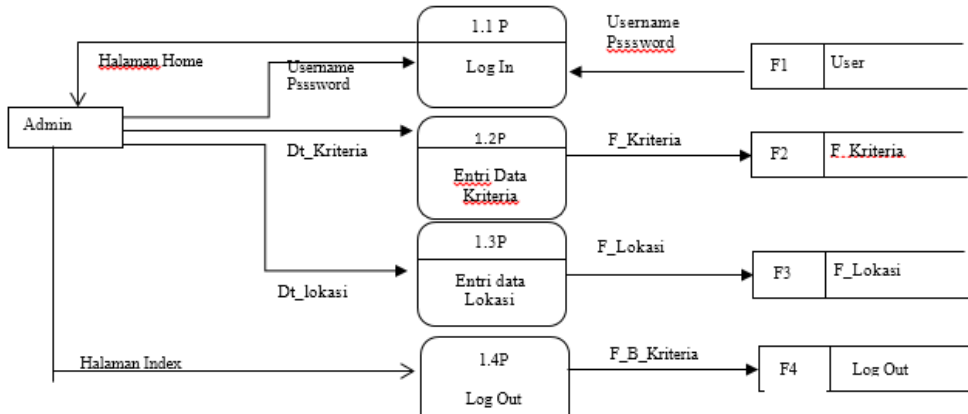 1.1 P
Username
Psssword
Halaman Home
Username
Psssword
Log In
F1
User
Admin
Dt_Kriteria
1.2P
F_Kriteria
F2
F_Kriteria
Entri Data
Kriteria
1.3P
F_Lokasi
Dt_lokasi
Entri data
Lokasi
F3
F_Lokasi
Halaman Index
1.4P
F_B_Kriteria
F4
Log Out
Log Out